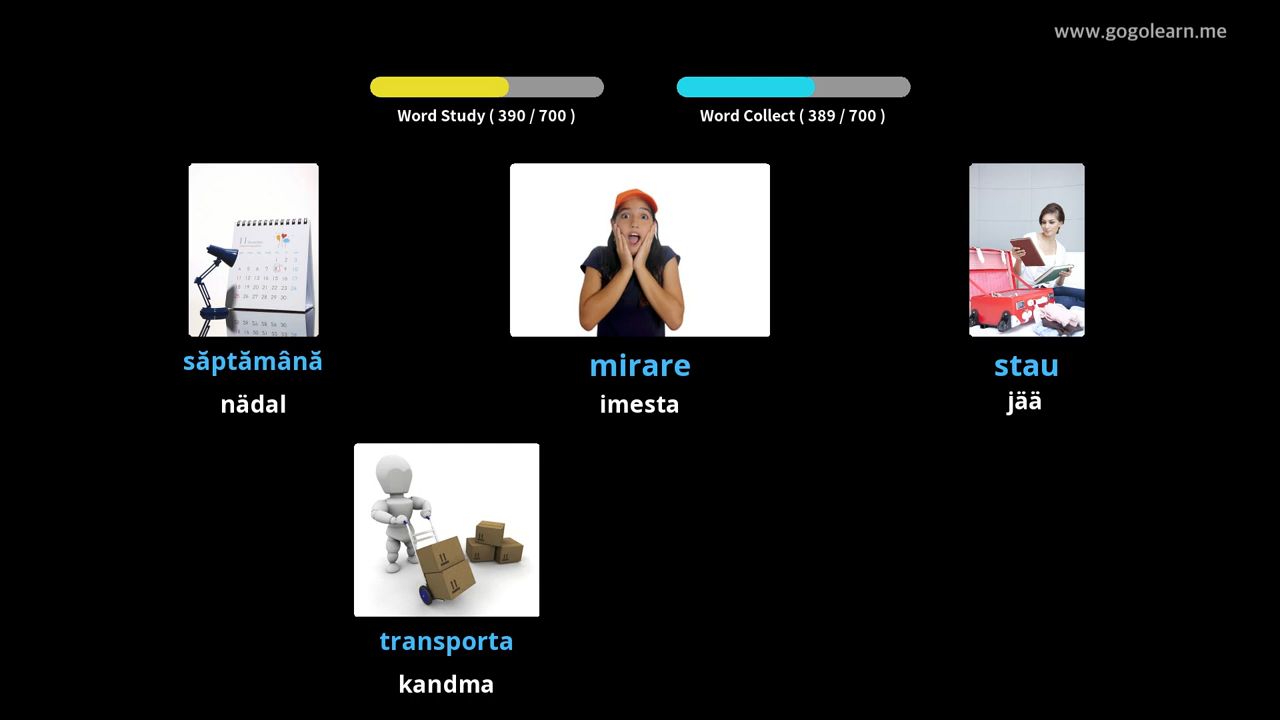 www.gogolearn.me
Word Study ( 390 / 700 )
Word Collect ( 389 / 700 )
săptămână
mirare
stau
nädal
imesta
jää
transporta
kandma